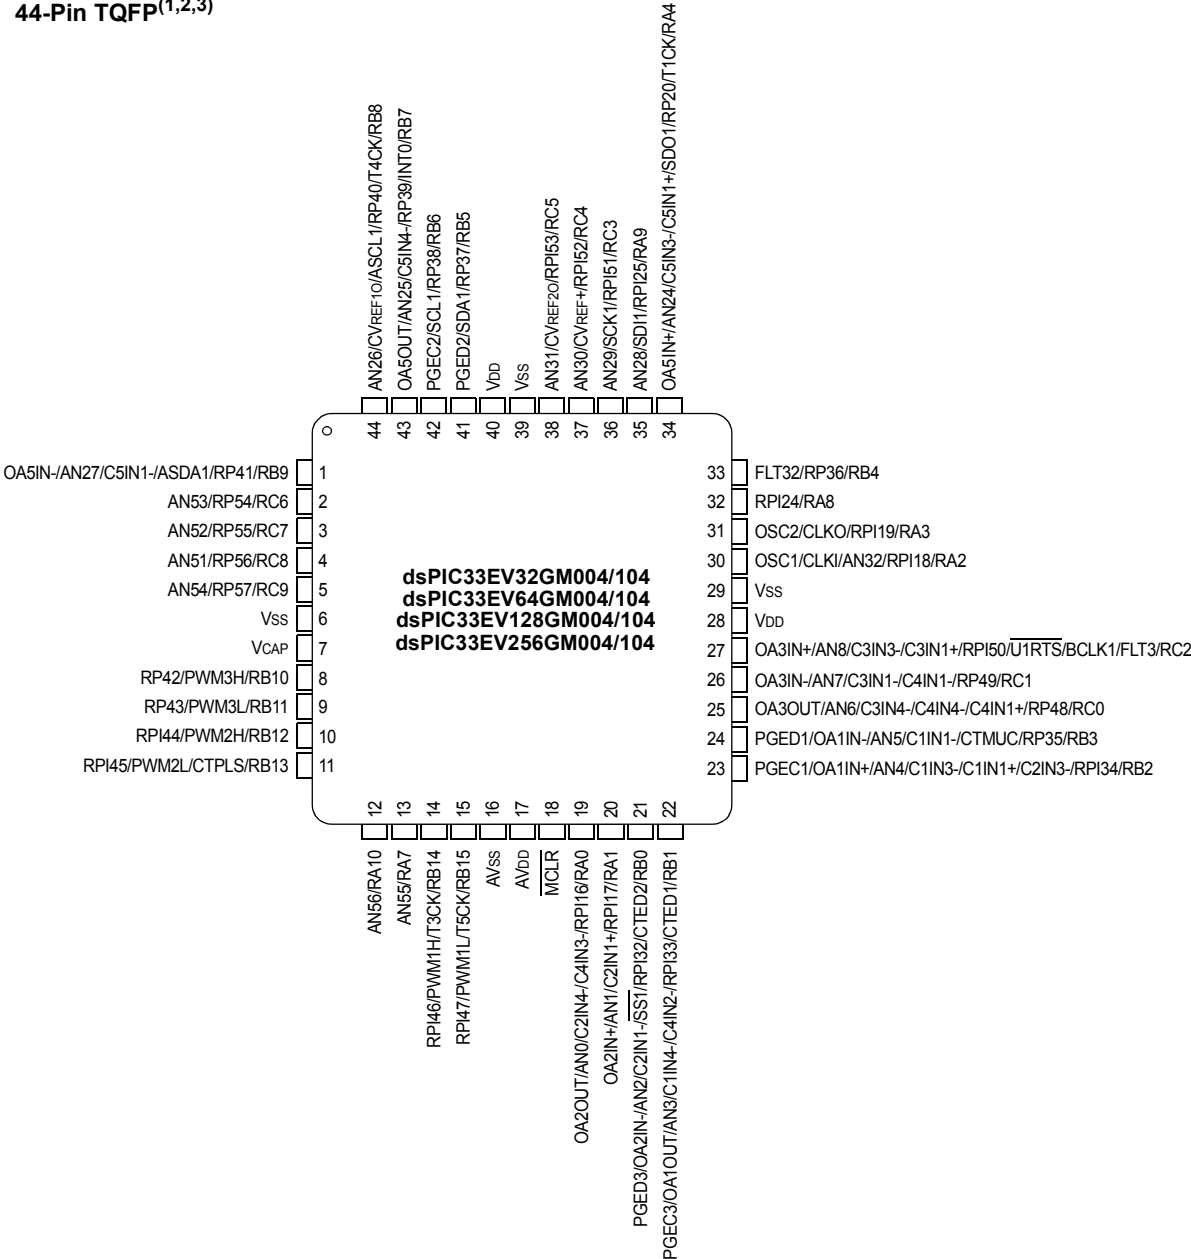 44-Pin TQFP(1,2,3)
AN26/CVREF1O/ASCL1/RP40/T4CK/RB8
OA5OUT/AN25/C5IN4-/RP39/INT0/RB7
PGEC2/SCL1/RP38/RB6
PGED2/SDA1/RP37/RB5
VDD
VSS
AN31/CVREF2O/RPI53/RC5
AN30/CVREF+/RPI52/RC4
AN29/SCK1/RPI51/RC3
AN28/SDI1/RPI25/RA9
OA5IN+/AN24/C5IN3-/C5IN1+/SDO1/RP20/T1CK/RA4
44
43
42
41
40
39
38
37
36
35
34
OA5IN-/AN27/C5IN1-/ASDA1/RP41/RB9 1
AN53/RP54/RC6 2
AN52/RP55/RC7 3
AN51/RP56/RC8 4
AN54/RP57/RC9 5
VSS 6
VCAP 7
RP42/PWM3H/RB10 8
RP43/PWM3L/RB11 9
RPI44/PWM2H/RB12 10
RPI45/PWM2L/CTPLS/RB13 11
dsPIC33EV32GM004/104
dsPIC33EV64GM004/104
dsPIC33EV128GM004/104
dsPIC33EV256GM004/104
33 FLT32/RP36/RB4
32 RPI24/RA8
31 OSC2/CLKO/RPI19/RA3
30 OSC1/CLKI/AN32/RPI18/RA2
29 VSS
28 VDD
27 OA3IN+/AN8/C3IN3-/C3IN1+/RPI50/U1RTS/BCLK1/FLT3/RC2
26 OA3IN-/AN7/C3IN1-/C4IN1-/RP49/RC1
25 OA3OUT/AN6/C3IN4-/C4IN4-/C4IN1+/RP48/RC0
24 PGED1/OA1IN-/AN5/C1IN1-/CTMUC/RP35/RB3
23 PGEC1/OA1IN+/AN4/C1IN3-/C1IN1+/C2IN3-/RPI34/RB2
12
13
14
15
16
17
18
19
20
21
22
AN56/RA10
AN55/RA7
RPI46/PWM1H/T3CK/RB14
RPI47/PWM1L/T5CK/RB15
AVSS
AVDD
MCLR
OA2OUT/AN0/C2IN4-/C4IN3-/RPI16/RA0
OA2IN+/AN1/C2IN1+/RPI17/RA1
PGED3/OA2IN-/AN2/C2IN1-/SS1/RPI32/CTED2/RB0
PGEC3/OA1OUT/AN3/C1IN4-/C4IN2-/RPI33/CTED1/RB1